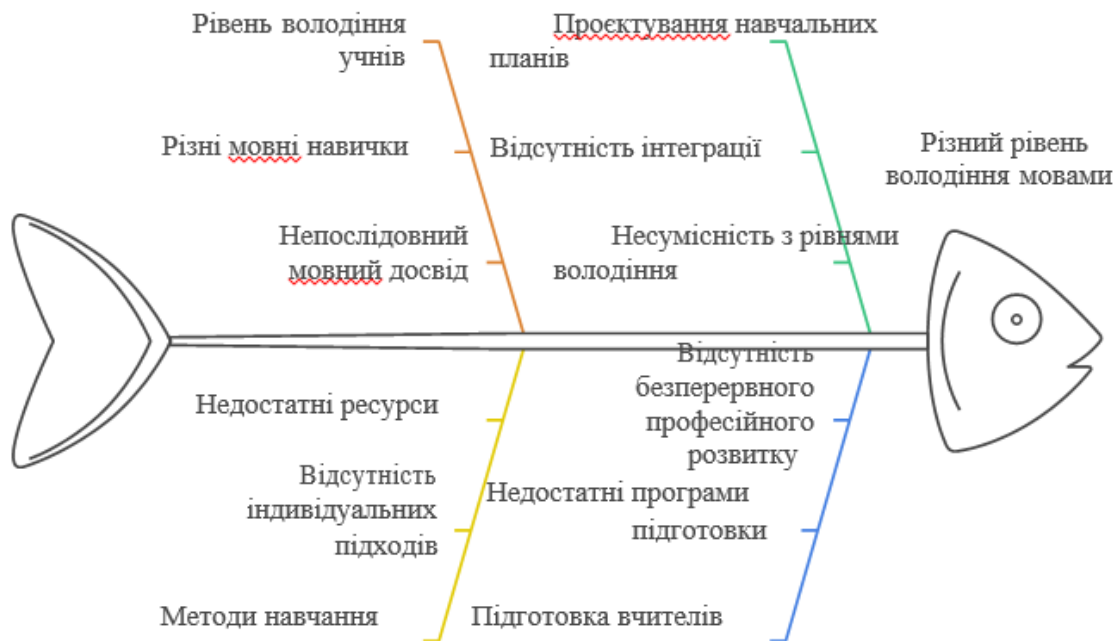 Рівень володіння
учнів
Проєктування навчальних
планів
Різні мовні навички
Відсутність інтеграції
Різний рівень
володіння мовами
Непослідовний
мовний досвід
Несумісність з рівнями
володіння
Недостатні ресурси
Відсутність
безперервного
професійного
розвитку
Відсутність
індивідуальних
підходів
Недостатні програми
підготовки
Методи навчання
Підготовка вчителів